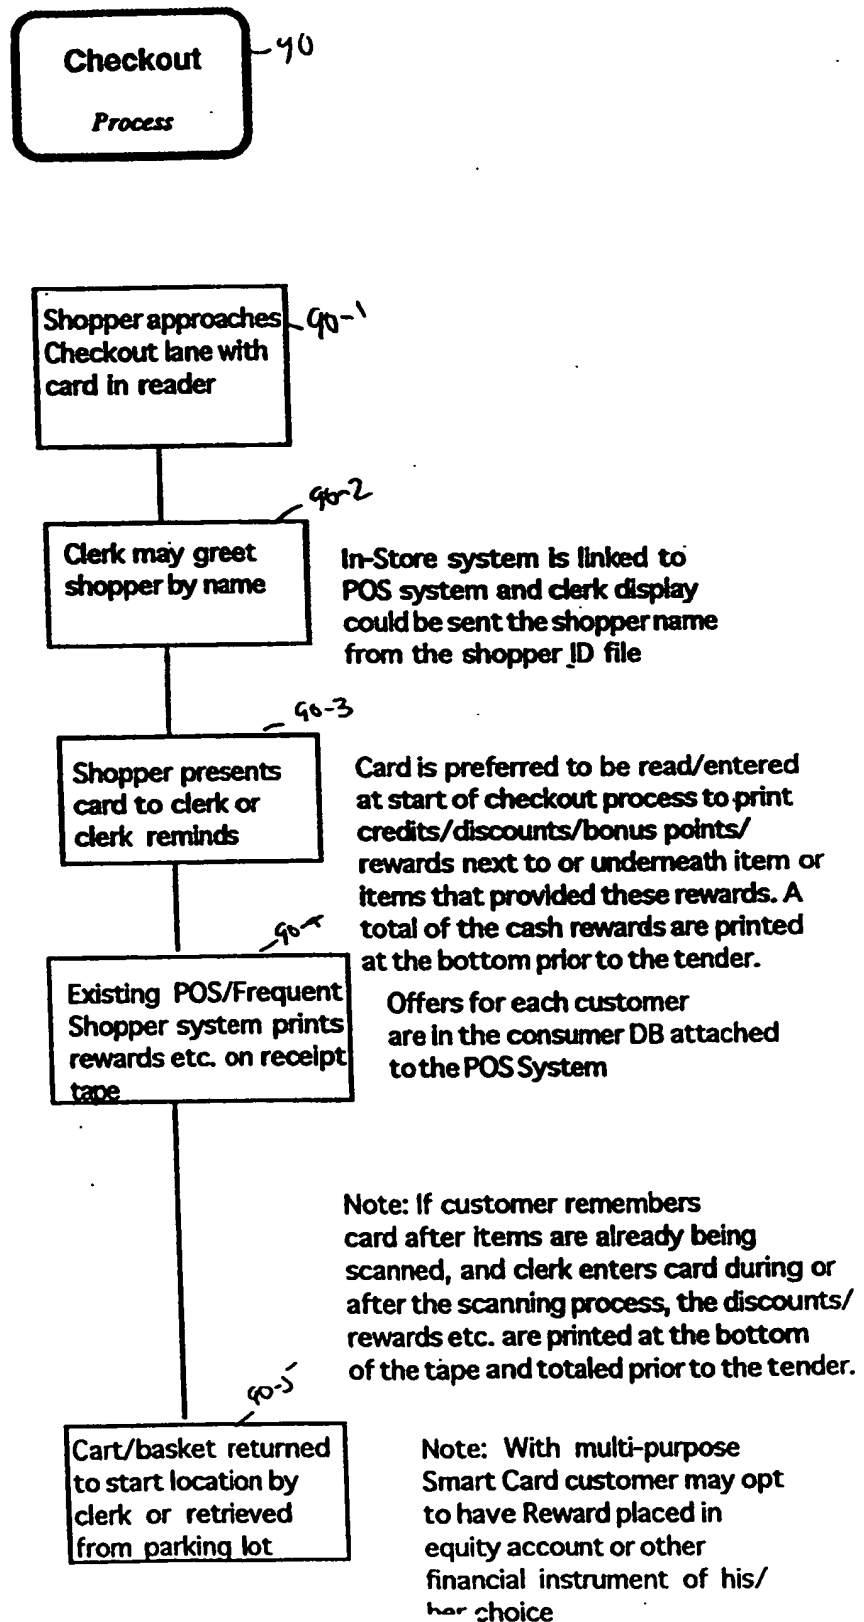 Checkout
90
Process
Shopper approaches
Checkout lane with
card in reader
90-1
Clerk may greet
shopper by name
90-2
In-Store system is linked to
POS system and clerk display
could be sent the shopper name
from the shopper ID file
Shopper presents
card to clerk or
clerk reminds
90-3
Card is preferred to be read/entered
at start of checkout process to print
credits/discounts/bonus points/
rewards next to or underneath item or
items that provided these rewards. A
total of the cash rewards are printed
at the bottom prior to the tender.
Existing POS/Frequent
Shopper system prints
rewards etc. on receipt
tape
90-4
Offers for each customer
are in the consumer DB attached
to the POS System
Note: If customer remembers
card after items are already being
scanned, and clerk enters card during or
after the scanning process, the discounts/
rewards etc. are printed at the bottom
of the tape and totaled prior to the tender.
Cart/basket returned
to start location by
clerk or retrieved
from parking lot
90-5
Note: With multi-purpose
Smart Card customer may opt
to have Reward placed in
equity account or other
financial instrument of his/
her choice